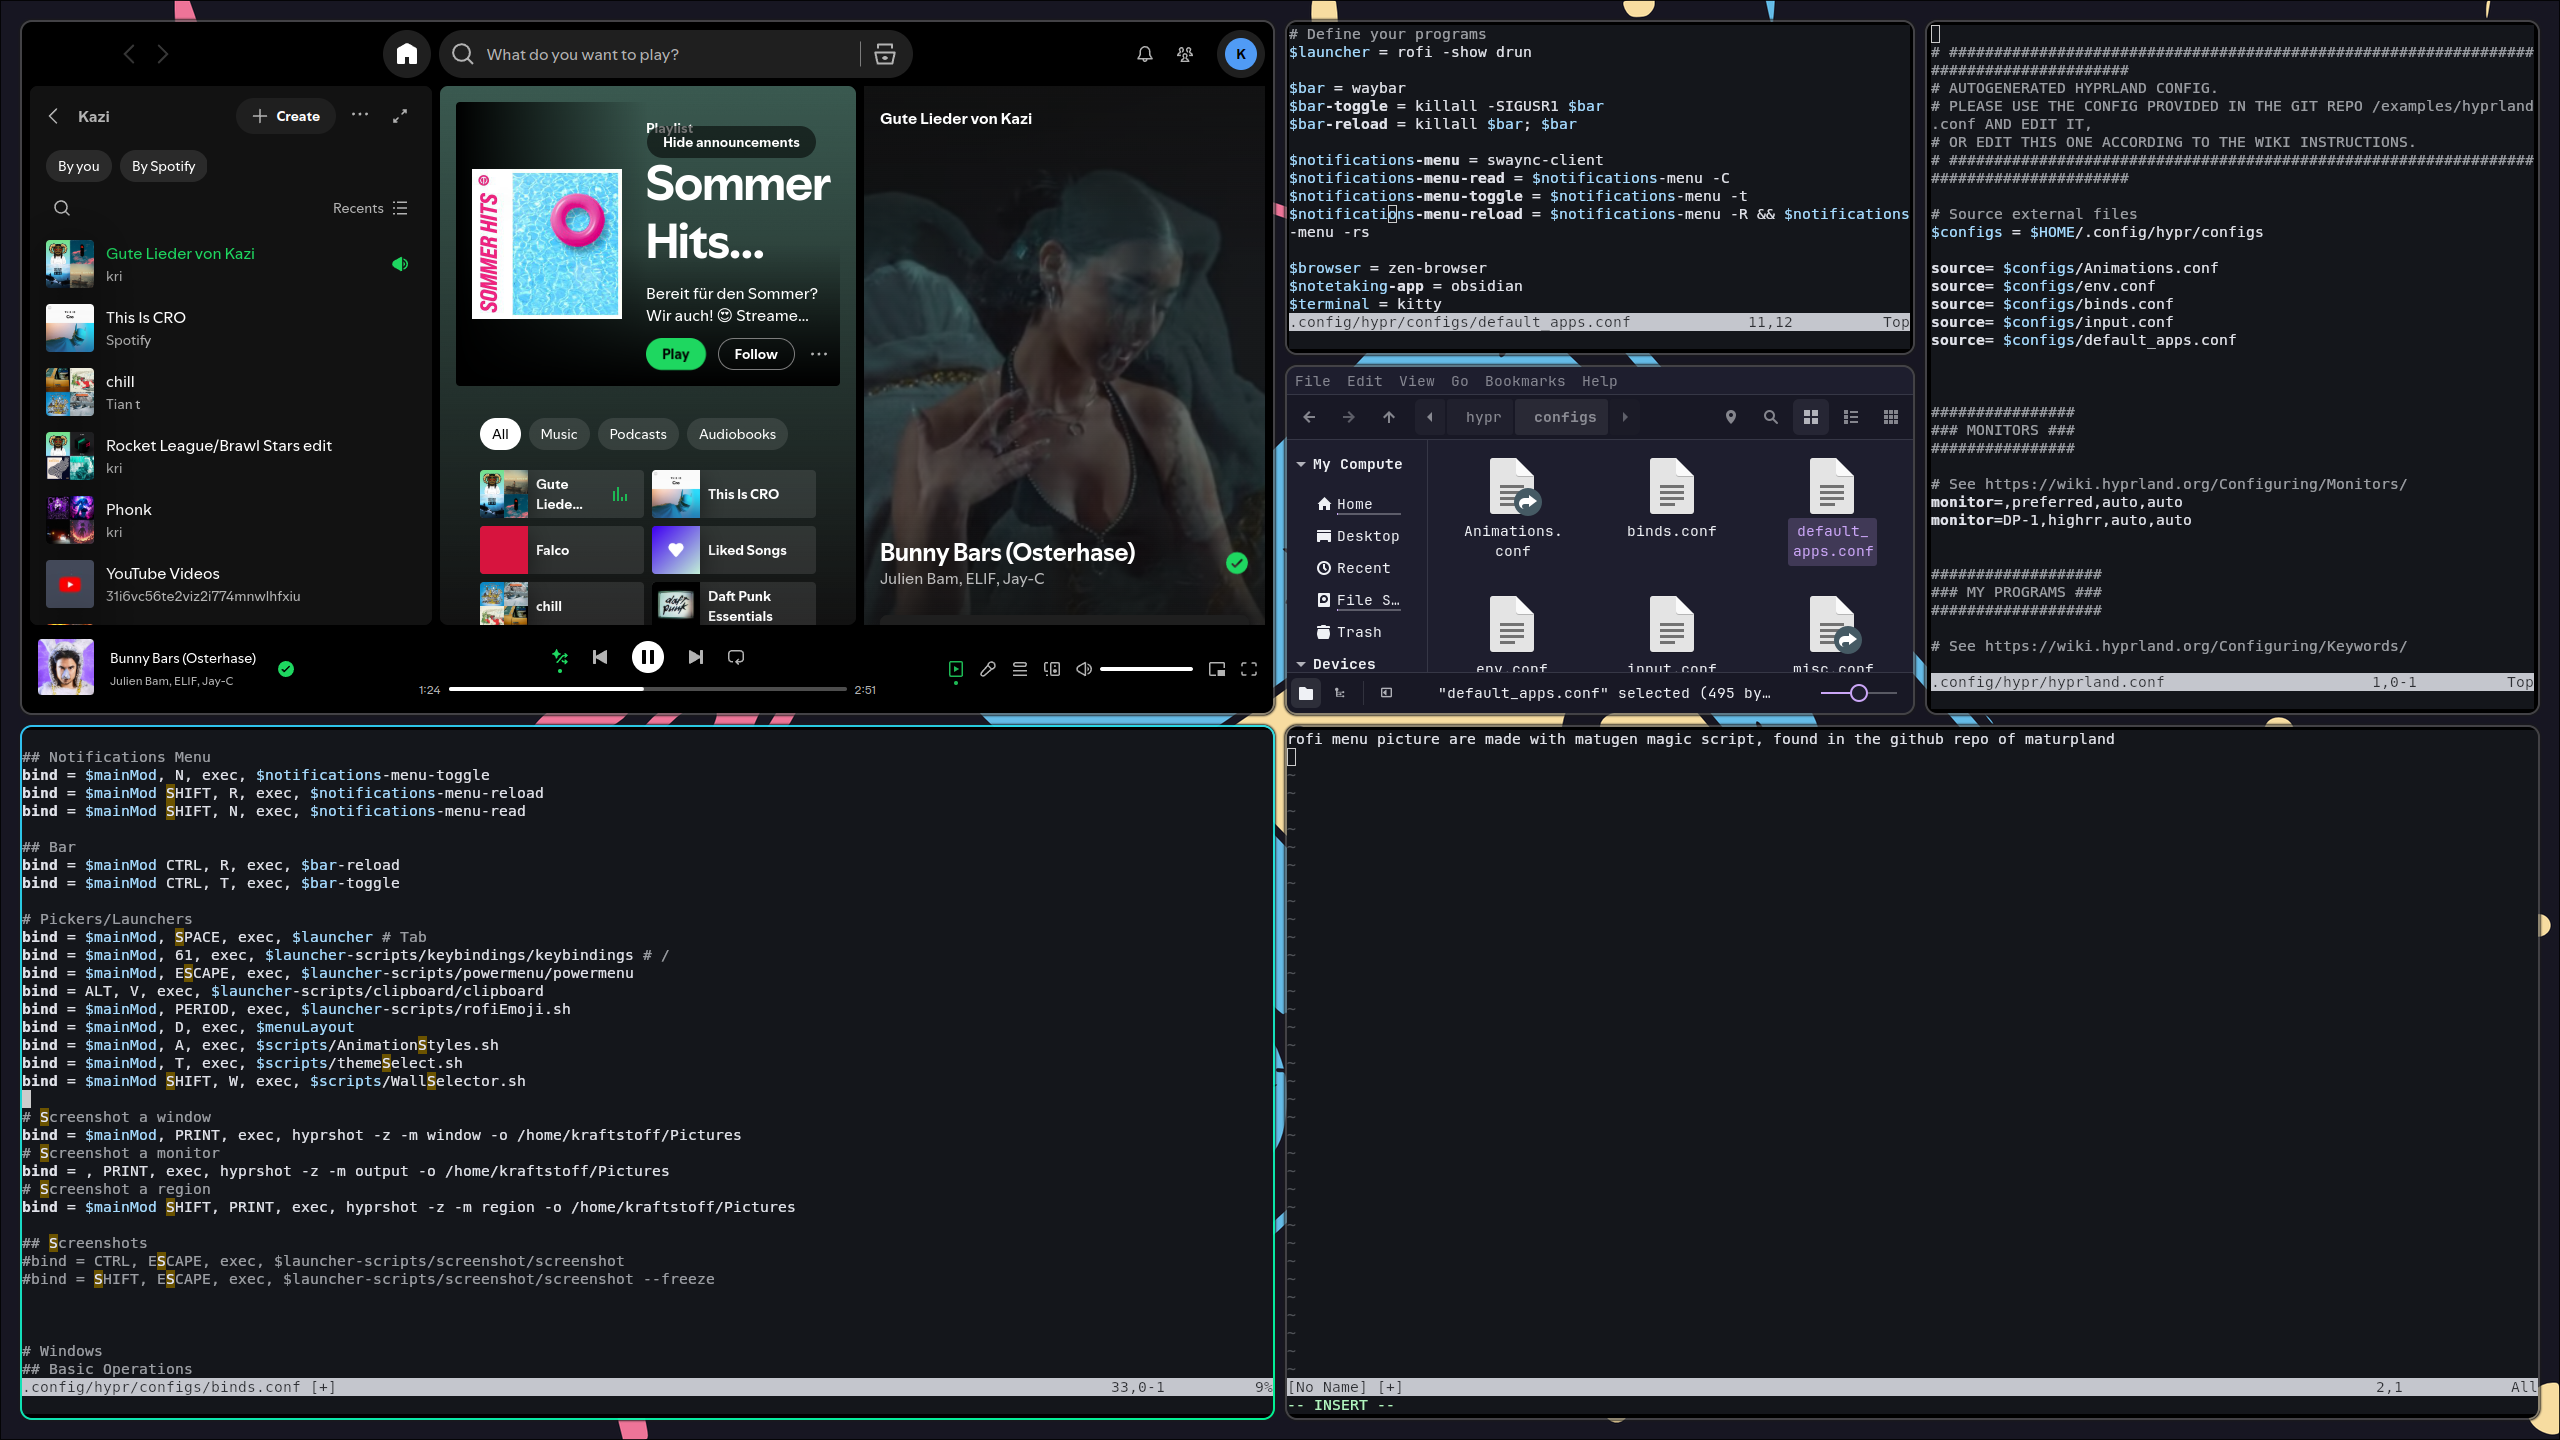 What do you want to play?
K
Kazi
Create
By you
By Spotify
Recents
Gute Lieder von Kazi
kri
This Is CRO
Spotify
chill
Tian t
Rocket League/Brawl Stars edit
kri
Phonk
kri
YouTube Videos
31i6vc56te2viz2i774mnwlhfxiu
Playlist
Hide announcements
SOMMER HITS
Sommer
Hits...
Bereit für den Sommer?
Wir auch! 😍 Streame...
Play
Follow
All
Music
Podcasts
Audiobooks
Gute
Liede...
This Is CRO
Falco
Liked Songs
chill
Daft Punk
Essentials
Gute Lieder von Kazi
Bunny Bars (Osterhase)
Julien Bam, ELIF, Jay-C
Bunny Bars (Osterhase)
Julien Bam, ELIF, Jay-C
1:24
2:51
# Define your programs
$launcher = rofi -show drun
$bar = waybar
$bar-toggle = killall -SIGUSR1 $bar
$bar-reload = killall $bar; $bar
$notifications-menu = swaync-client
$notifications-menu-read = $notifications-menu -C
$notifications-menu-toggle = $notifications-menu -t
$notifications-menu-reload = $notifications-menu -R && $notifications
-menu -rs
$browser = zen-browser
$notetaking-app = obsidian
$terminal = kitty
.config/hypr/configs/default_apps.conf 11,12 Top
File Edit View Go Bookmarks Help
hypr
configs
My Compute
Home
Desktop
Recent
File S…
Trash
Devices
Animations.
conf
binds.conf
default_
apps.conf
env.conf
input.conf
misc.conf
"default_apps.conf" selected (495 by…
# #################################################################
######################
# AUTOGENERATED HYPRLAND CONFIG.
# PLEASE USE THE CONFIG PROVIDED IN THE GIT REPO /examples/hyprland
.conf AND EDIT IT,
# OR EDIT THIS ONE ACCORDING TO THE WIKI INSTRUCTIONS.
# #################################################################
######################
# Source external files
$configs = $HOME/.config/hypr/configs
source= $configs/Animations.conf
source= $configs/env.conf
source= $configs/binds.conf
source= $configs/input.conf
source= $configs/default_apps.conf
################
### MONITORS ###
################
# See https://wiki.hyprland.org/Configuring/Monitors/
monitor=,preferred,auto,auto
monitor=DP-1,highrr,auto,auto
###################
### MY PROGRAMS ###
###################
# See https://wiki.hyprland.org/Configuring/Keywords/
.config/hypr/hyprland.conf 1,0-1 Top
## Notifications Menu
bind = $mainMod, N, exec, $notifications-menu-toggle
bind = $mainMod SHIFT, R, exec, $notifications-menu-reload
bind = $mainMod SHIFT, N, exec, $notifications-menu-read
## Bar
bind = $mainMod CTRL, R, exec, $bar-reload
bind = $mainMod CTRL, T, exec, $bar-toggle
# Pickers/Launchers
bind = $mainMod, SPACE, exec, $launcher # Tab
bind = $mainMod, 61, exec, $launcher-scripts/keybindings/keybindings # /
bind = $mainMod, ESCAPE, exec, $launcher-scripts/powermenu/powermenu
bind = ALT, V, exec, $launcher-scripts/clipboard/clipboard
bind = $mainMod, PERIOD, exec, $launcher-scripts/rofiEmoji.sh
bind = $mainMod, D, exec, $menuLayout
bind = $mainMod, A, exec, $scripts/AnimationStyles.sh
bind = $mainMod, T, exec, $scripts/themeSelect.sh
bind = $mainMod SHIFT, W, exec, $scripts/WallSelector.sh
# Screenshot a window
bind = $mainMod, PRINT, exec, hyprshot -z -m window -o /home/kraftstoff/Pictures
# Screenshot a monitor
bind = , PRINT, exec, hyprshot -z -m output -o /home/kraftstoff/Pictures
# Screenshot a region
bind = $mainMod SHIFT, PRINT, exec, hyprshot -z -m region -o /home/kraftstoff/Pictures
## Screenshots
#bind = CTRL, ESCAPE, exec, $launcher-scripts/screenshot/screenshot
#bind = SHIFT, ESCAPE, exec, $launcher-scripts/screenshot/screenshot --freeze
# Windows
## Basic Operations
.config/hypr/configs/binds.conf [+] 33,0-1 9%
rofi menu picture are made with matugen magic script, found in the github repo of maturpland
[No Name] [+] 2,1 All
-- INSERT --